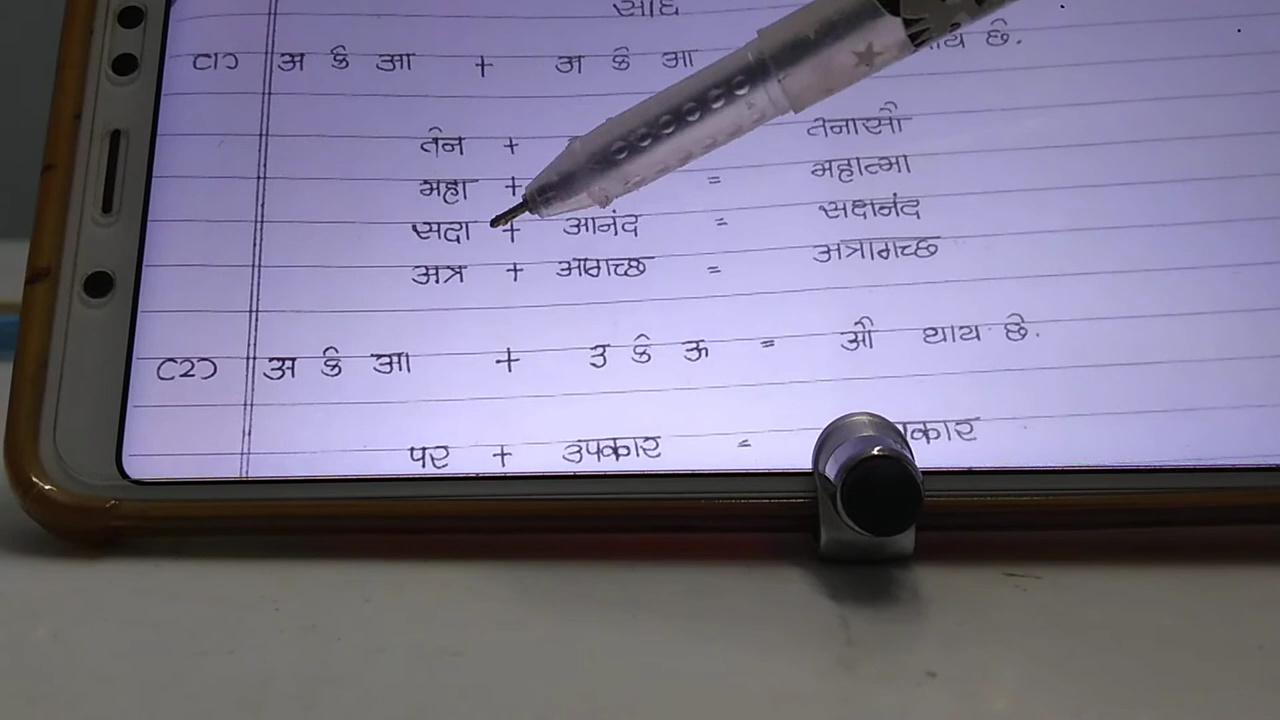 (1) अ के आ + अ के आ थाय छे.
तेन + तेनासौ
महा + = महात्मा
सदा + आनंद = सदानंद
अत्र + आगच्छ = अत्रागच्छ
(2) अ के आ + उ के ऊ = औ थाय छे.
पर + उपकार =